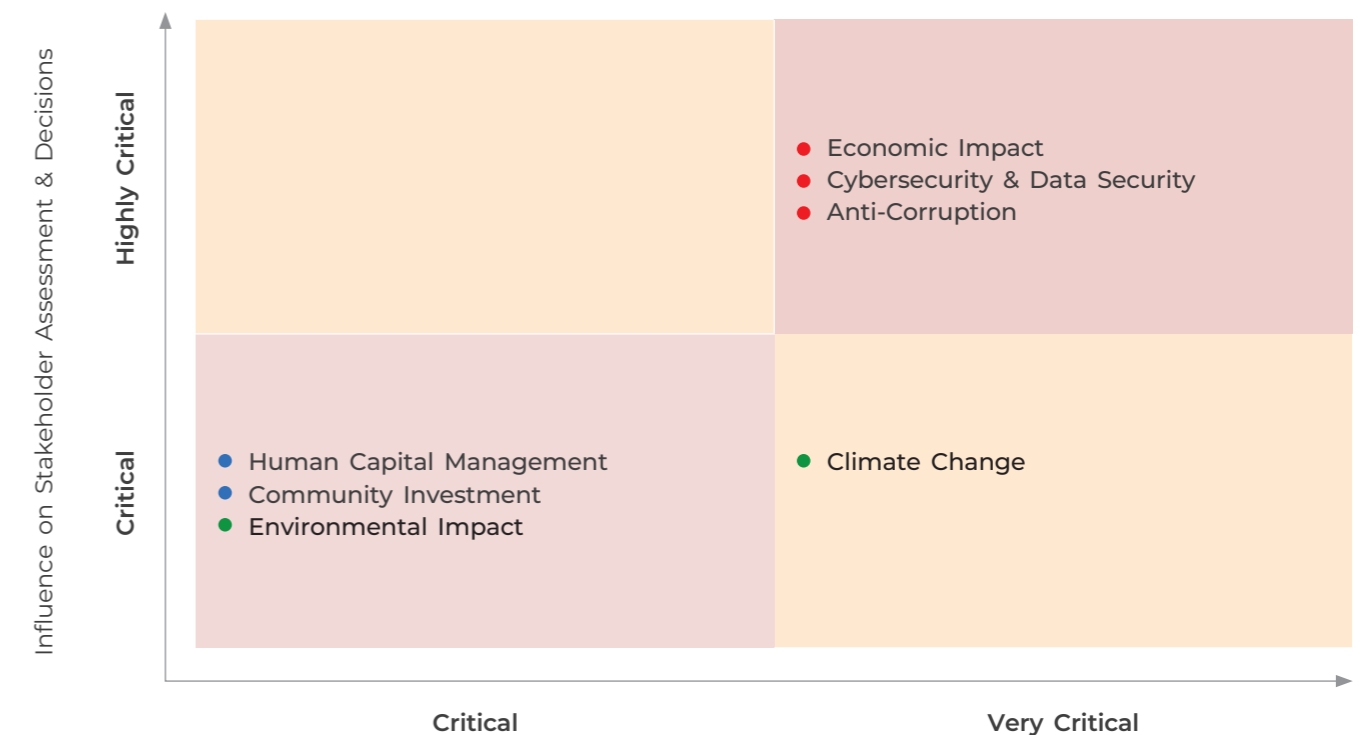 Influence on Stakeholder Assessment & Decisions
Highly Critical
Economic Impact
Cybersecurity & Data Security
Anti-Corruption
Critical
Human Capital Management
Community Investment
Environmental Impact
Climate Change
Critical
Very Critical